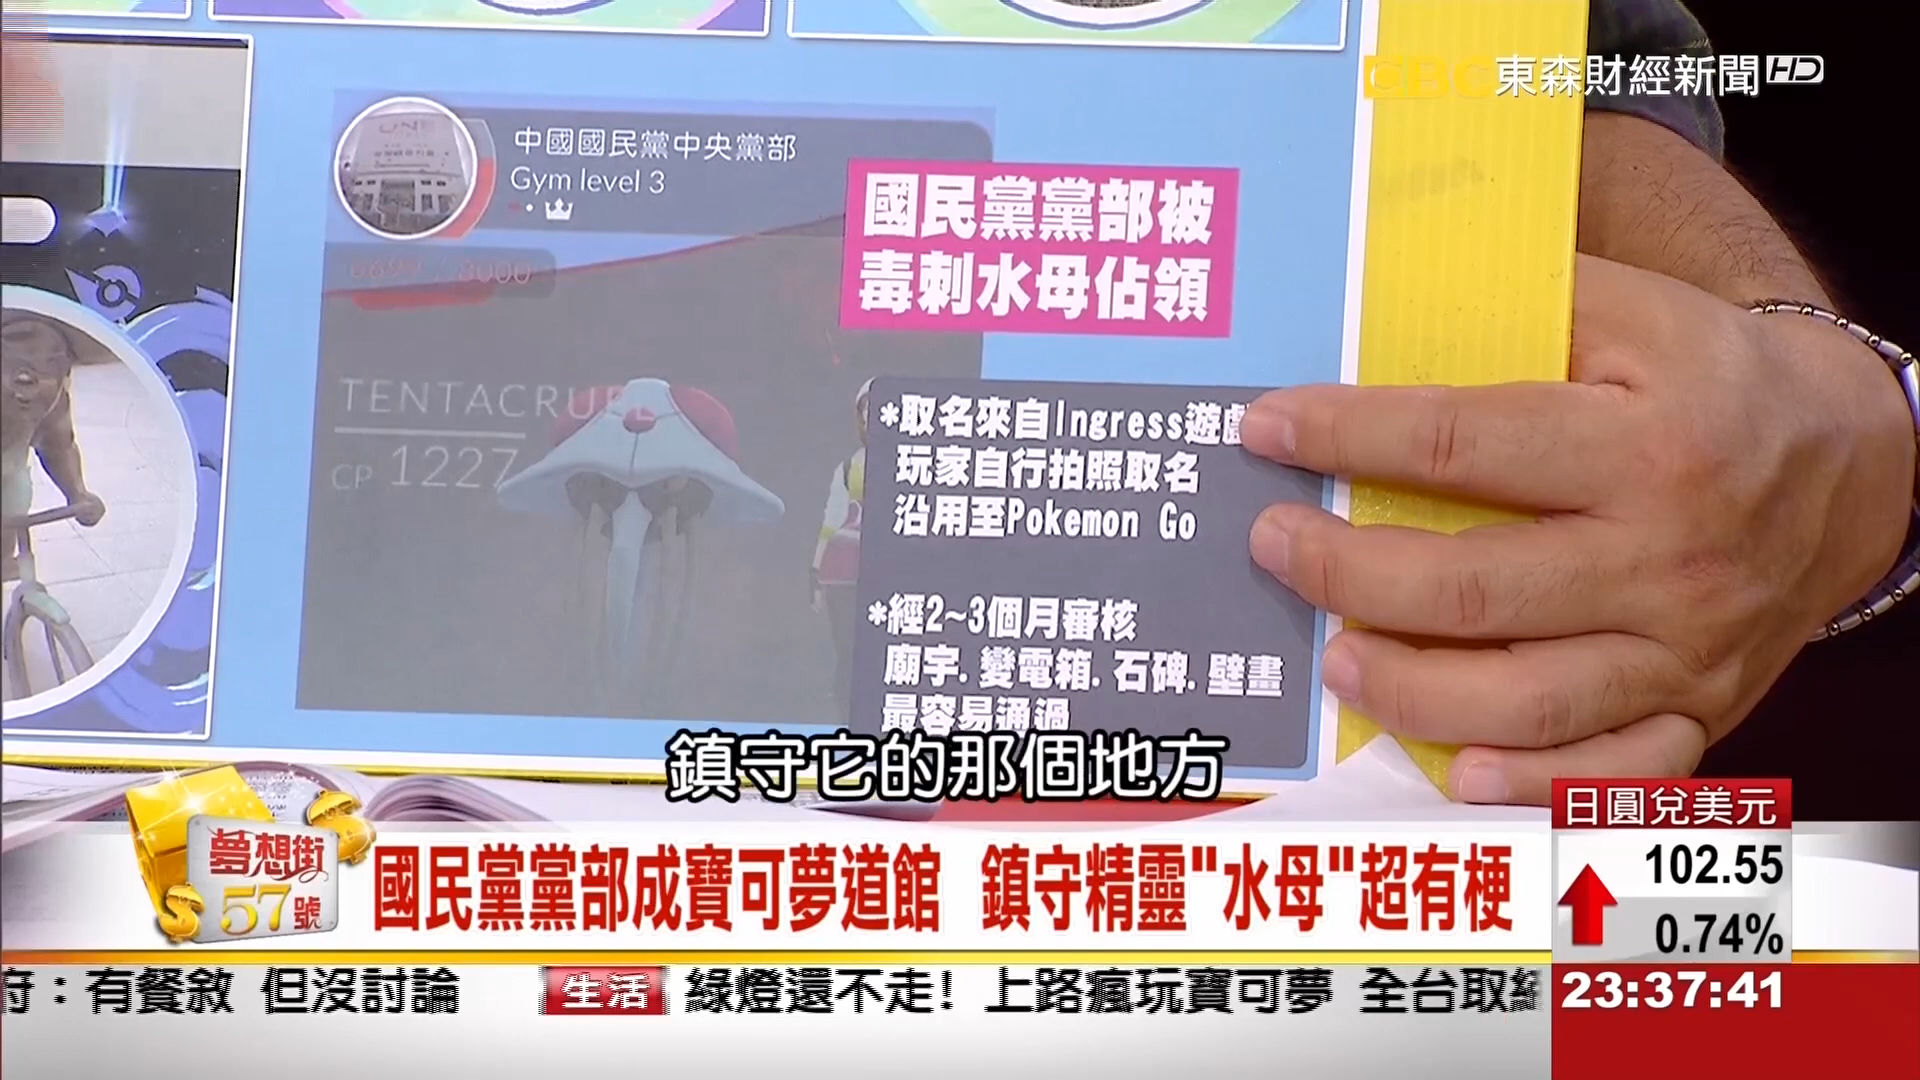 東森財經新聞HD
中國國民黨中央黨部
Gym level 3
國民黨黨部被
毒刺水母佔領
TENTACRUEL
CP 1227
*取名來自Ingress遊戲
玩家自行拍照取名
沿用至Pokemon Go
*經2~3個月審核
廟宇.變電箱.石碑.壁畫
最容易通過
鎮守它的那個地方
夢想街
57號
國民黨黨部成寶可夢道館 鎮守精靈"水母"超有梗
日圓兌美元
102.55
0.74%
府：有餐敘 但沒討論 生活 綠燈還不走! 上路瘋玩寶可夢 全台取締
23:37:41